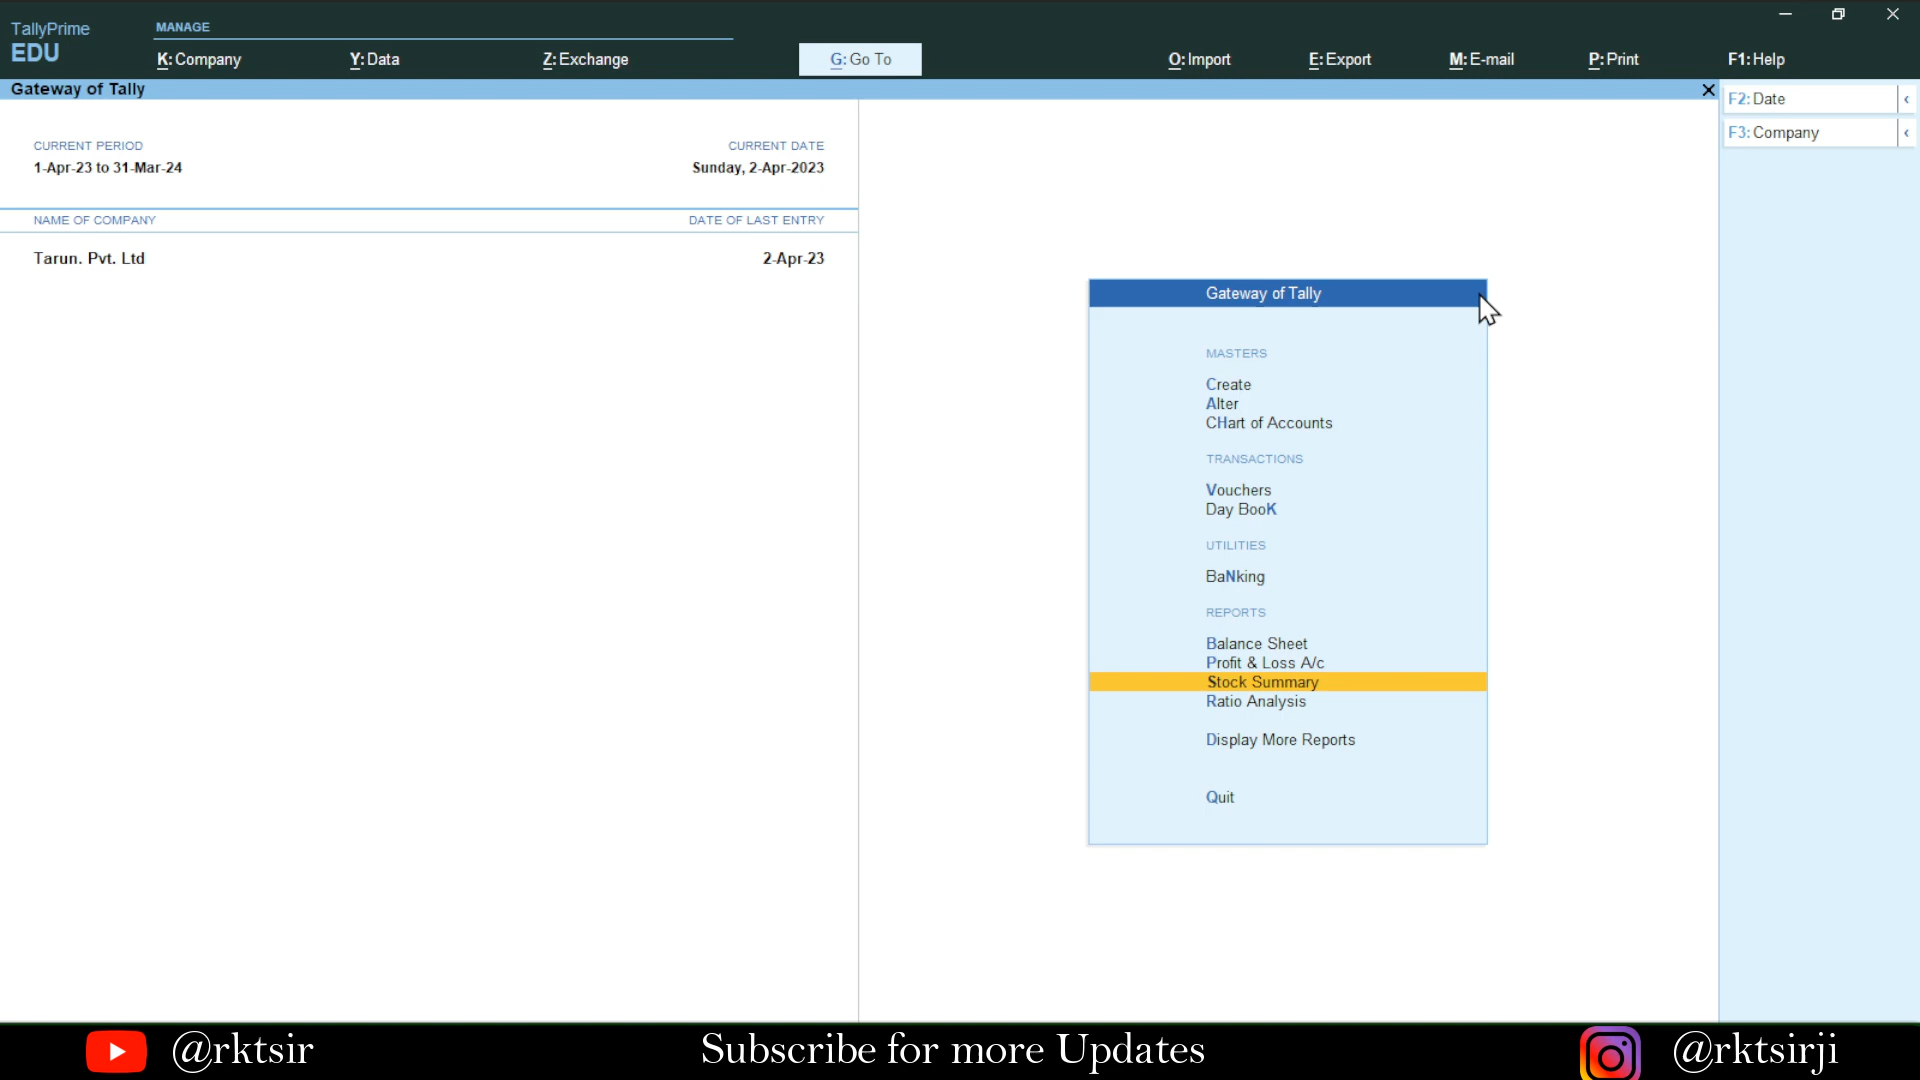 TallyPrime
EDU
MANAGE
K: Company
Y: Data
Z: Exchange
G: Go To
O: Import
E: Export
M: E-mail
P: Print
F1: Help
Gateway of Tally
F2: Date
F3: Company
CURRENT PERIOD
CURRENT DATE
1-Apr-23 to 31-Mar-24
Sunday, 2-Apr-2023
NAME OF COMPANY
DATE OF LAST ENTRY
Tarun. Pvt. Ltd
2-Apr-23
Gateway of Tally
MASTERS
Create
Alter
CHart of Accounts
TRANSACTIONS
Vouchers
Day BooK
UTILITIES
BaNking
REPORTS
Balance Sheet
Profit & Loss A/c
Stock Summary
Ratio Analysis
Display More Reports
Quit
@rktsir
Subscribe for more Updates
@rktsirji